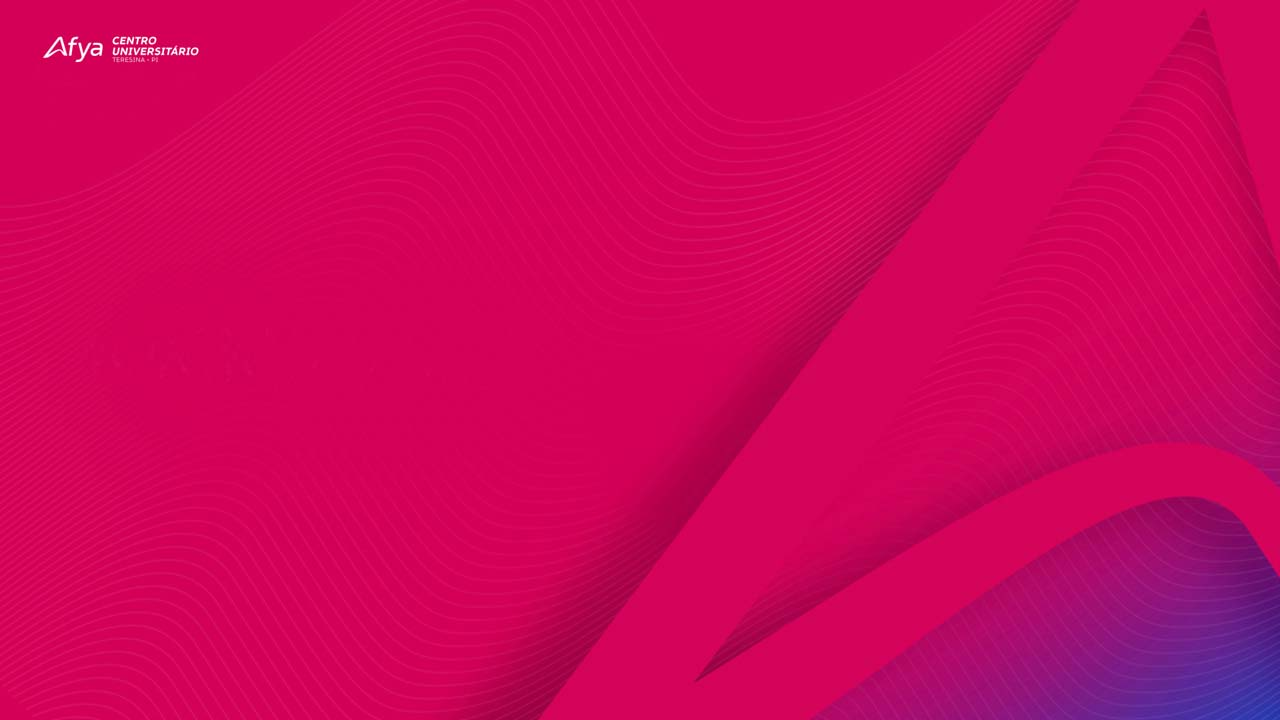 Afya CENTRO
UNIVERSITÁRIO
TERESINA - PI